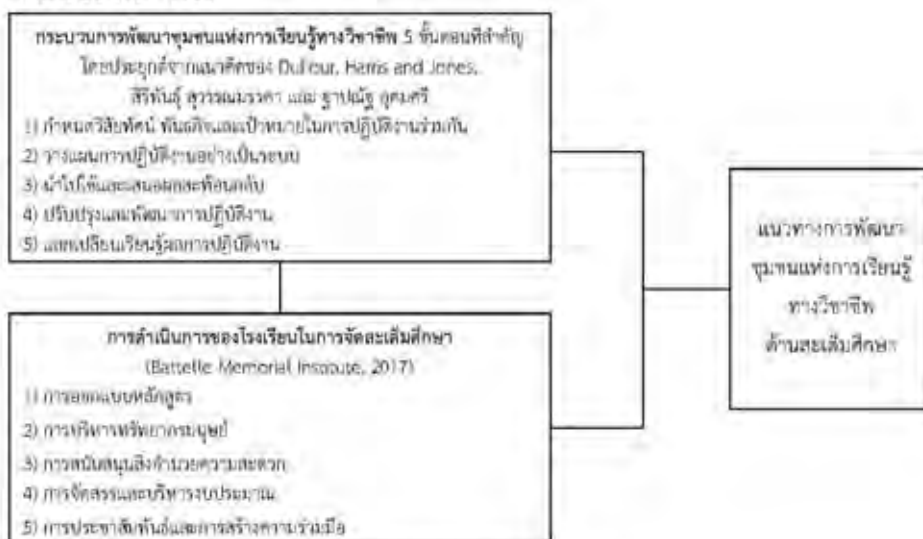 กระบวนการพัฒนาชุมชนแห่งการเรียนรู้ทางวิชาชีพ 5 ขั้นตอนที่สำคัญ
โดยประยุกต์จากแนวคิดของ DuFour, Harris and Jones,
สิริพันธุ์ สุวรรณมรรคา และ ฐาปณัฐ อุดมศรี
1) กำหนดวิสัยทัศน์ พันธกิจและเป้าหมายในการปฏิบัติงานร่วมกัน
2) วางแผนการปฏิบัติงานอย่างเป็นระบบ
3) นำไปใช้และเสนอผลสะท้อนกลับ
4) ปรับปรุงและพัฒนาการปฏิบัติงาน
5) แลกเปลี่ยนเรียนรู้ผลการปฏิบัติงาน
การดำเนินการของโรงเรียนในการจัดสะเต็มศึกษา
(Battelle Memorial Institute, 2017)
1) การออกแบบหลักสูตร
2) การบริหารทรัพยากรมนุษย์
3) การสนับสนุนสิ่งอำนวยความสะดวก
4) การจัดสรรและบริหารงบประมาณ
5) การประชาสัมพันธ์และการสร้างความร่วมมือ
แนวทางการพัฒนา
ชุมชนแห่งการเรียนรู้
ทางวิชาชีพ
ด้านสะเต็มศึกษา